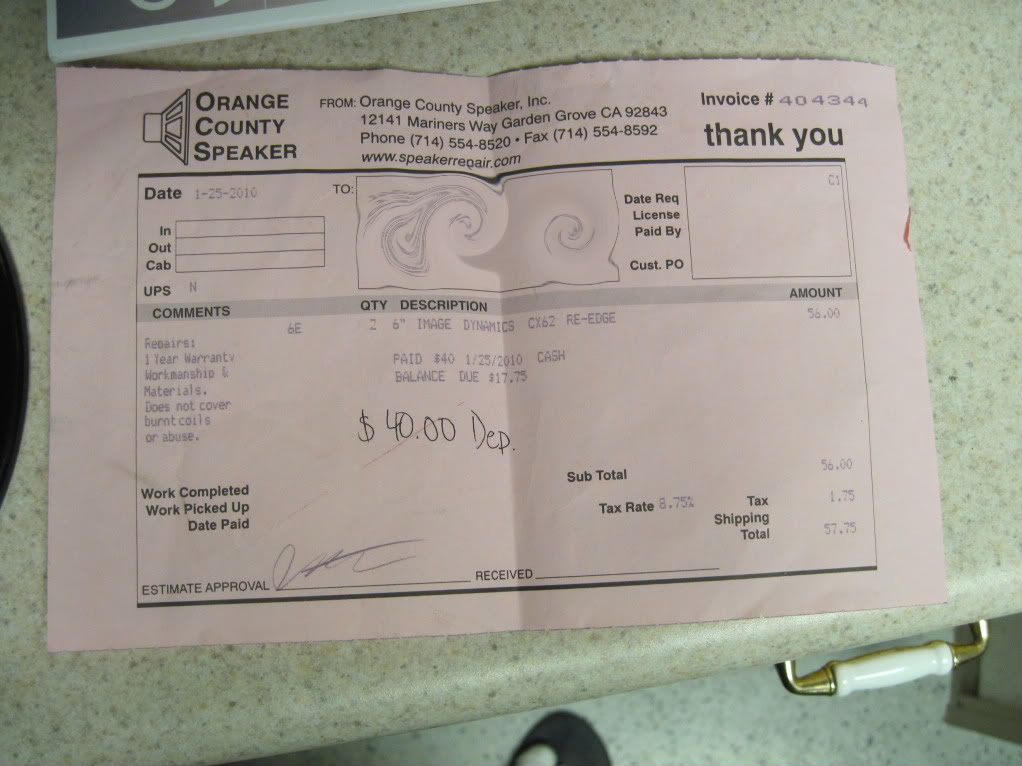 ORANGE
COUNTY
SPEAKER
FROM: Orange County Speaker, Inc.
12141 Mariners Way Garden Grove CA 92843
Phone (714) 554-8520 • Fax (714) 554-8592
www.speakerrepair.com
Invoice # 404344
thank you
Date 1-25-2010
TO:
In
Out
Cab
UPS N
Date Req
License
Paid By
Cust. PO
C1
COMMENTS QTY DESCRIPTION AMOUNT
6E 2 6" IMAGE DYNAMICS CX62 RE-EDGE 56.00
Repairs:
1 Year Warranty
Workmanship &
Materials.
Does not cover
burnt coils
or abuse.
PAID $40 1/25/2010 CASH
BALANCE DUE $17.75
$ 40.00 Dep.
Sub Total 56.00
Work Completed
Work Picked Up
Date Paid
Tax Rate 8.75% Tax 1.75
Shipping
Total 57.75
ESTIMATE APPROVAL RECEIVED